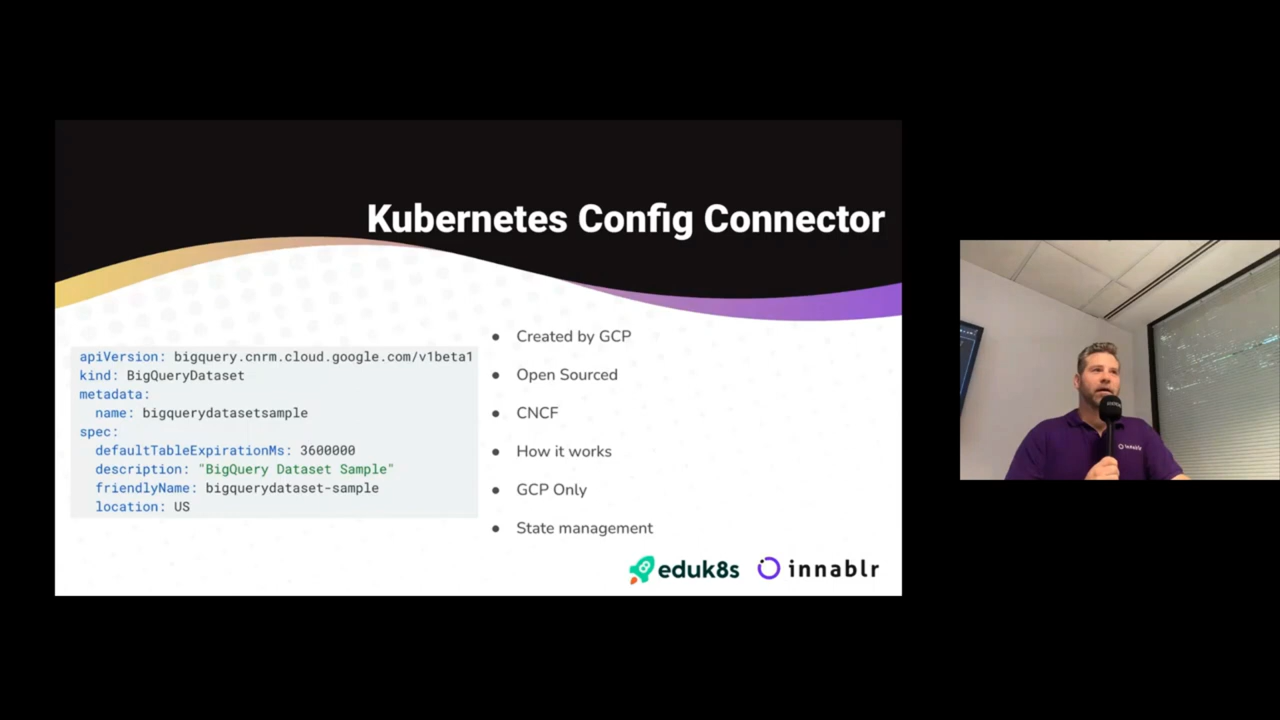 Kubernetes Config Connector
apiVersion: bigquery.cnrm.cloud.google.com/v1beta1
kind: BigQueryDataset
metadata:
  name: bigquerydatasetsample
spec:
  defaultTableExpirationMs: 3600000
  description: "BigQuery Dataset Sample"
  friendlyName: bigquerydataset-sample
  location: US
● Created by GCP
● Open Sourced
● CNCF
● How it works
● GCP Only
● State management
eduk8s
innablr